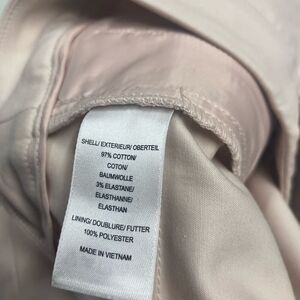 SHELL/ EXTERIEUR/ OBERTEIL
97% COTTON/
COTON/
BAUMWOLLE
3% ELASTANE/
ELASTHANNE/
ELASTHAN
LINING/ DOUBLURE/ FUTTER
100% POLYESTER
MADE IN VIETNAM